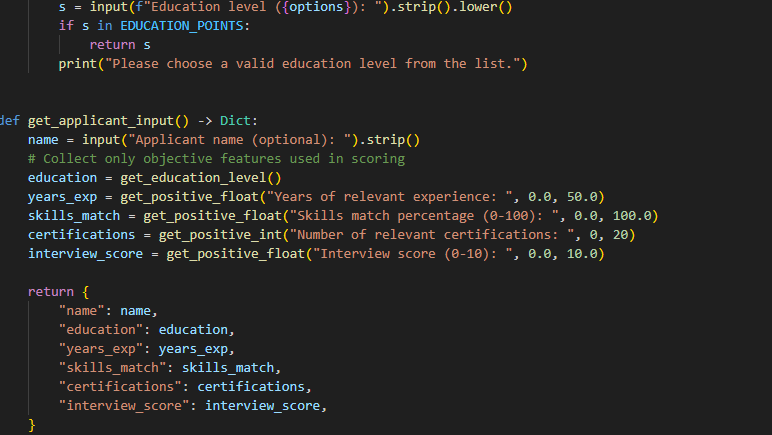 s = input(f"Education level ({options}): ").strip().lower()
        if s in EDUCATION_POINTS:
            return s
        print("Please choose a valid education level from the list.")
def get_applicant_input() -> Dict:
    name = input("Applicant name (optional): ").strip()
    # Collect only objective features used in scoring
    education = get_education_level()
    years_exp = get_positive_float("Years of relevant experience: ", 0.0, 50.0)
    skills_match = get_positive_float("Skills match percentage (0-100): ", 0.0, 100.0)
    certifications = get_positive_int("Number of relevant certifications: ", 0, 20)
    interview_score = get_positive_float("Interview score (0-10): ", 0.0, 10.0)
    return {
        "name": name,
        "education": education,
        "years_exp": years_exp,
        "skills_match": skills_match,
        "certifications": certifications,
        "interview_score": interview_score,
    }